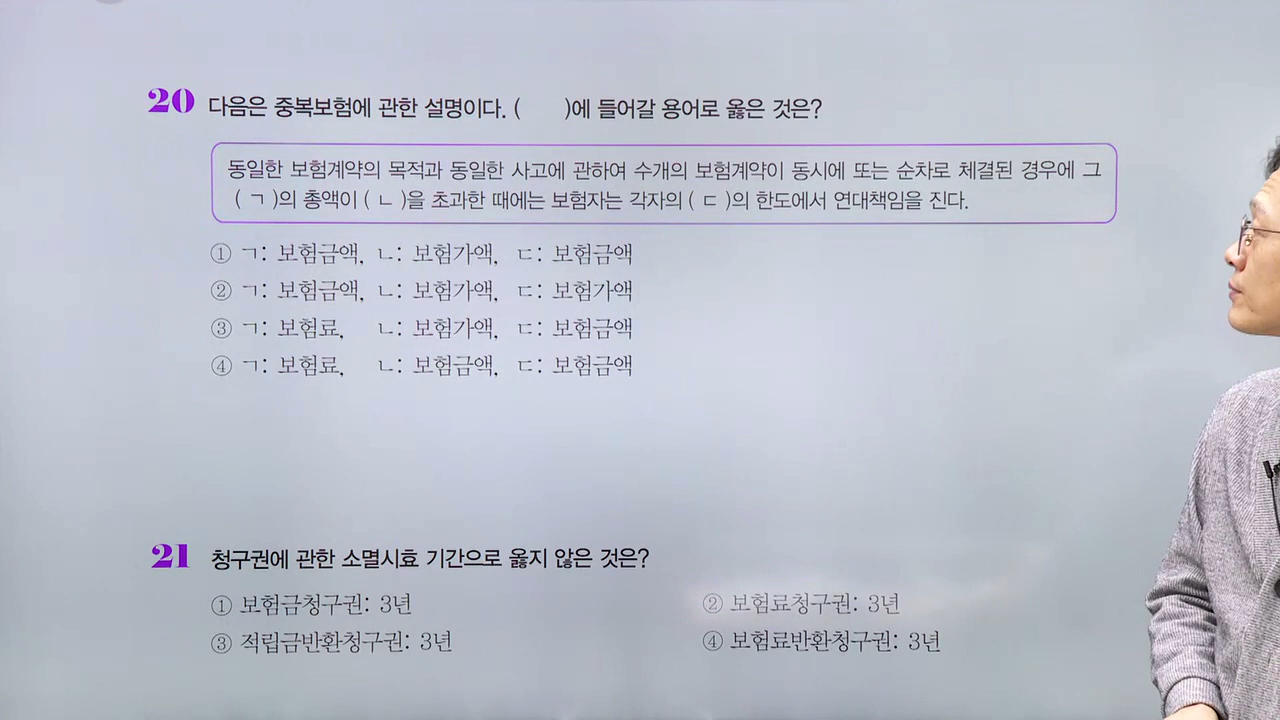 20 다음은 중복보험에 관한 설명이다. (    )에 들어갈 용어로 옳은 것은?
동일한 보험계약의 목적과 동일한 사고에 관하여 수개의 보험계약이 동시에 또는 순차로 체결된 경우에 그
( ㄱ )의 총액이 ( ㄴ )을 초과한 때에는 보험자는 각자의 ( ㄷ )의 한도에서 연대책임을 진다.
① ㄱ: 보험금액, ㄴ: 보험가액, ㄷ: 보험금액
② ㄱ: 보험금액, ㄴ: 보험가액, ㄷ: 보험가액
③ ㄱ: 보험료, ㄴ: 보험가액, ㄷ: 보험금액
④ ㄱ: 보험료, ㄴ: 보험금액, ㄷ: 보험금액
21 청구권에 관한 소멸시효 기간으로 옳지 않은 것은?
① 보험금청구권: 3년 ② 보험료청구권: 3년
③ 적립금반환청구권: 3년 ④ 보험료반환청구권: 3년